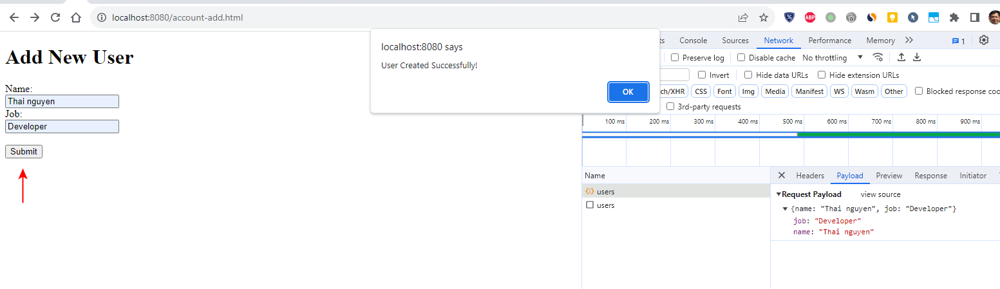 localhost:8080/account-add.html
ABP
localhost:8080 says
User Created Successfully!
OK
Add New User
Name:
Thai nguyen
Job:
Developer
Submit
Console Sources Network Performance Memory 1
Preserve log Disable cache No throttling
Invert Hide data URLs Hide extension URLs
ch/XHR CSS Font Img Media Manifest WS Wasm Other Blocked response coo
3rd-party requests
100 ms 200 ms 300 ms 400 ms 500 ms 600 ms 700 ms 800 ms 900 ms
Name
users
users
Headers Payload Preview Response Initiator
Request Payload view source
{name: "Thai nguyen", job: "Developer"}
job: "Developer"
name: "Thai nguyen"